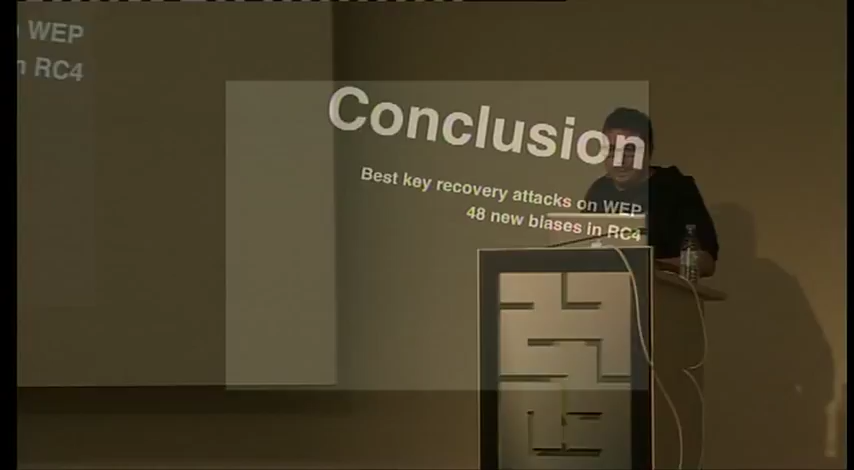 WEP
n RC4
Conclusion
Best key recovery attacks on WEP
48 new biases in RC4